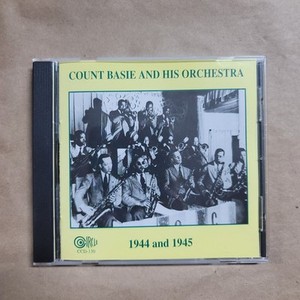 COUNT BASIE AND HIS ORCHESTRA
1944 and 1945